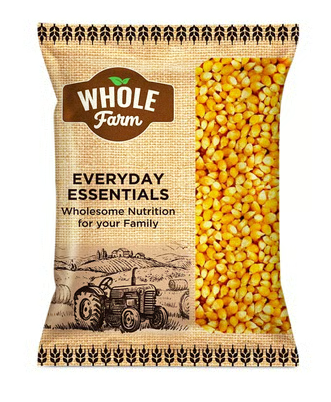 WHOLE
Farm
EVERYDAY
ESSENTIALS
Wholesome Nutrition
for your Family